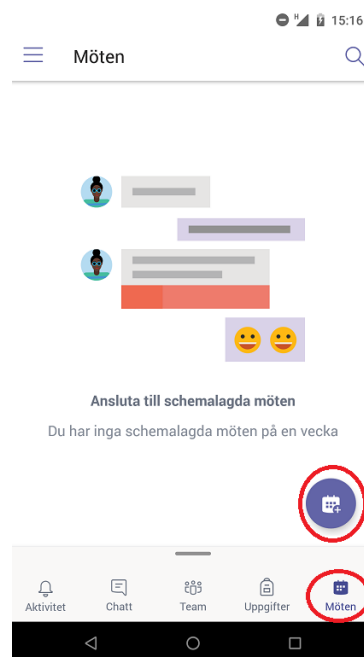 H 15:16
Möten
Ansluta till schemalagda möten
Du har inga schemalagda möten på en vecka
Aktivitet Chatt Team Uppgifter Möten